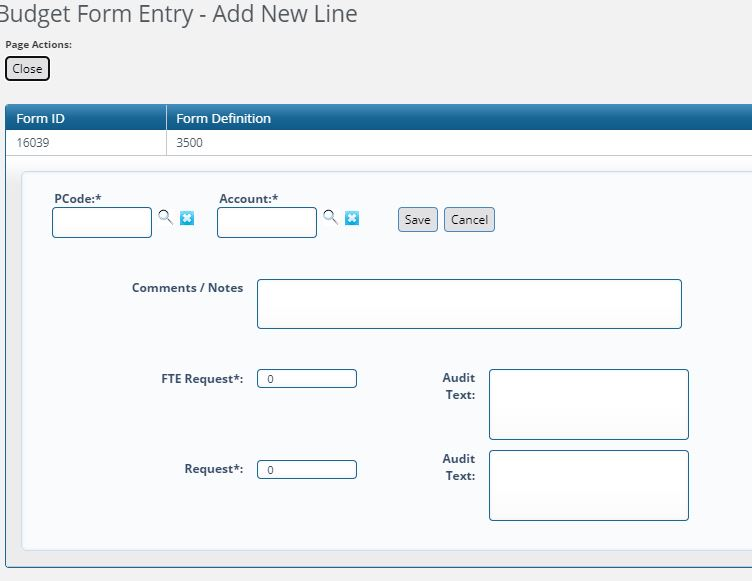 Budget Form Entry - Add New Line
Page Actions:
Close
Form ID Form Definition
16039 3500
PCode:* Account:* Save Cancel
Comments / Notes
FTE Request*: 0 Audit
Text:
Request*: 0 Audit
Text: